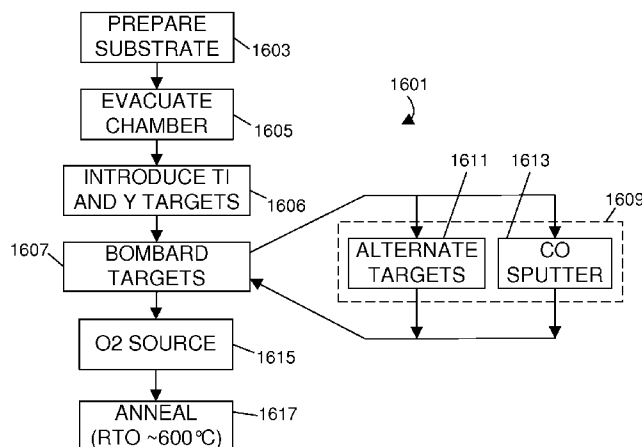 PREPARE
SUBSTRATE
1603
1601
EVACUATE
CHAMBER
1605
INTRODUCE TI
AND Y TARGETS
1606
1611
1613
1609
1607
BOMBARD
TARGETS
ALTERNATE
TARGETS
CO
SPUTTER
O2 SOURCE
1615
ANNEAL
(RTO ~600°C)
1617